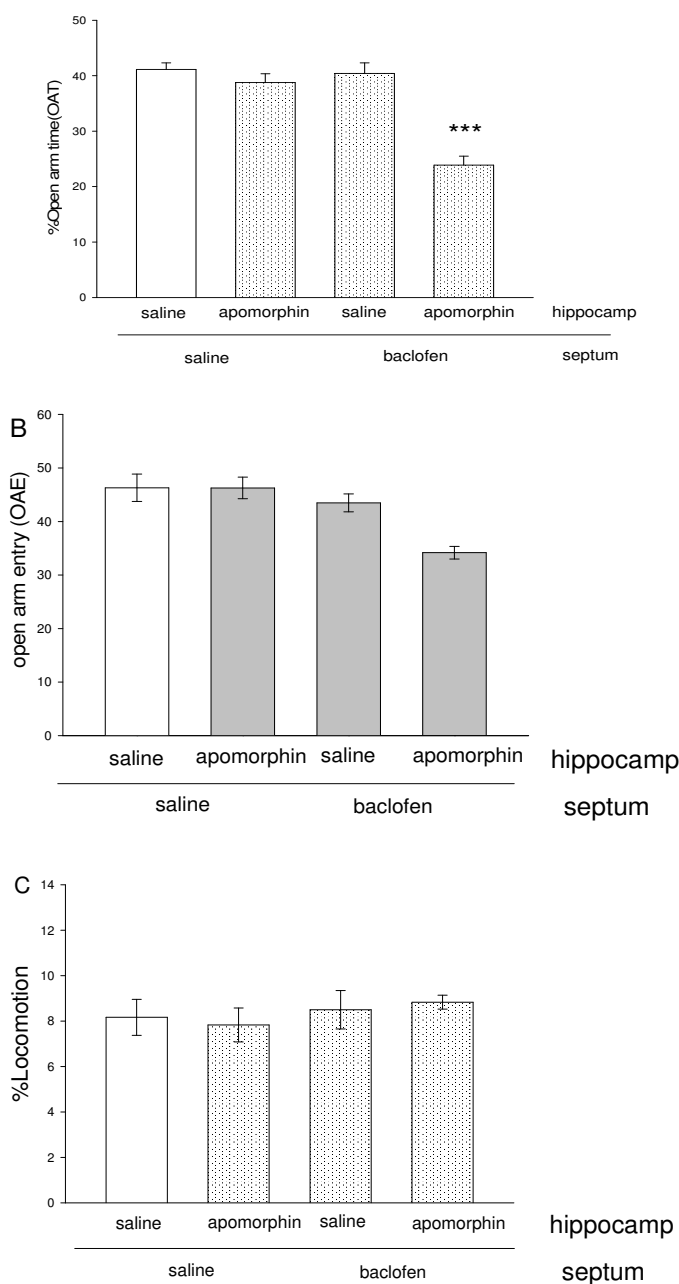 50
40
30
20
10
0
%Open arm time(OAT)
***
saline apomorphin saline apomorphin hippocamp
saline baclofen septum
B
60
50
40
30
20
10
0
open arm entry (OAE)
saline apomorphin saline apomorphin hippocamp
saline baclofen septum
C
14
12
10
8
6
4
2
0
%Locomotion
saline apomorphin saline apomorphin hippocamp
saline baclofen septum